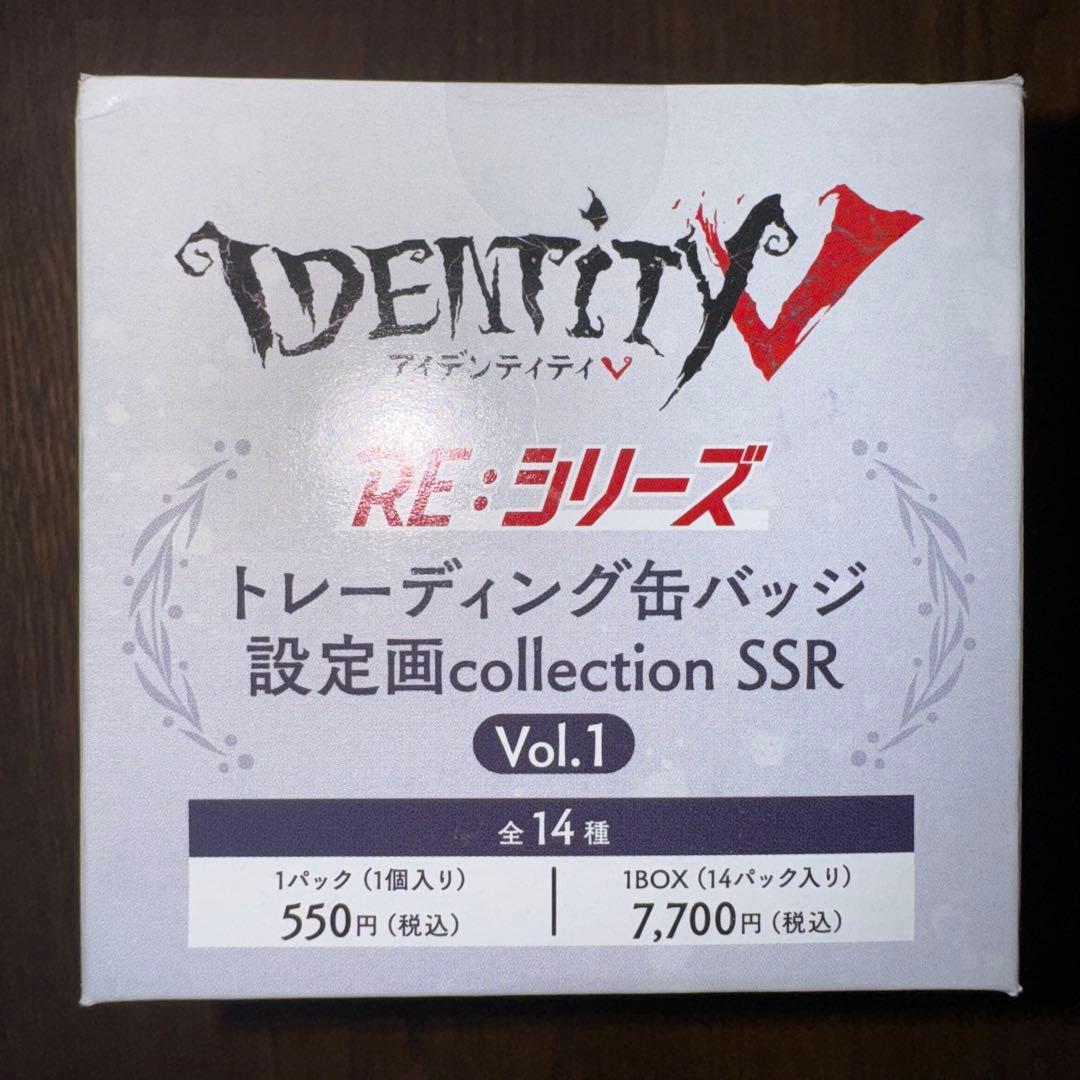 IDENTITY V
アイデンティティV
RE:シリーズ
トレーディング缶バッジ
設定画collection SSR
Vol.1
全14種
1パック（1個入り）
550円（税込）
1BOX（14パック入り）
7,700円（税込）